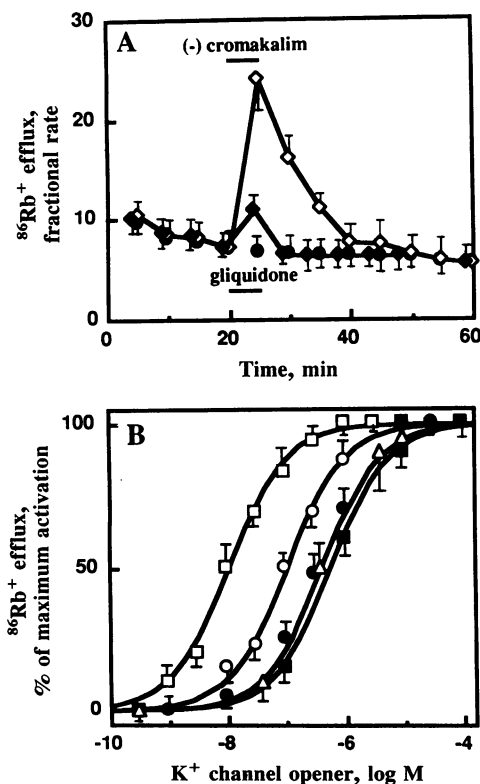 A
(-) cromakalim
gliquidone
30
20
10
0
0
20
40
60
⁸⁶Rb⁺ efflux,
fractional rate
Time, min
B
100
50
0
-10
-8
-6
-4
⁸⁶Rb⁺ efflux,
% of maximum activation
K⁺ channel opener, log M